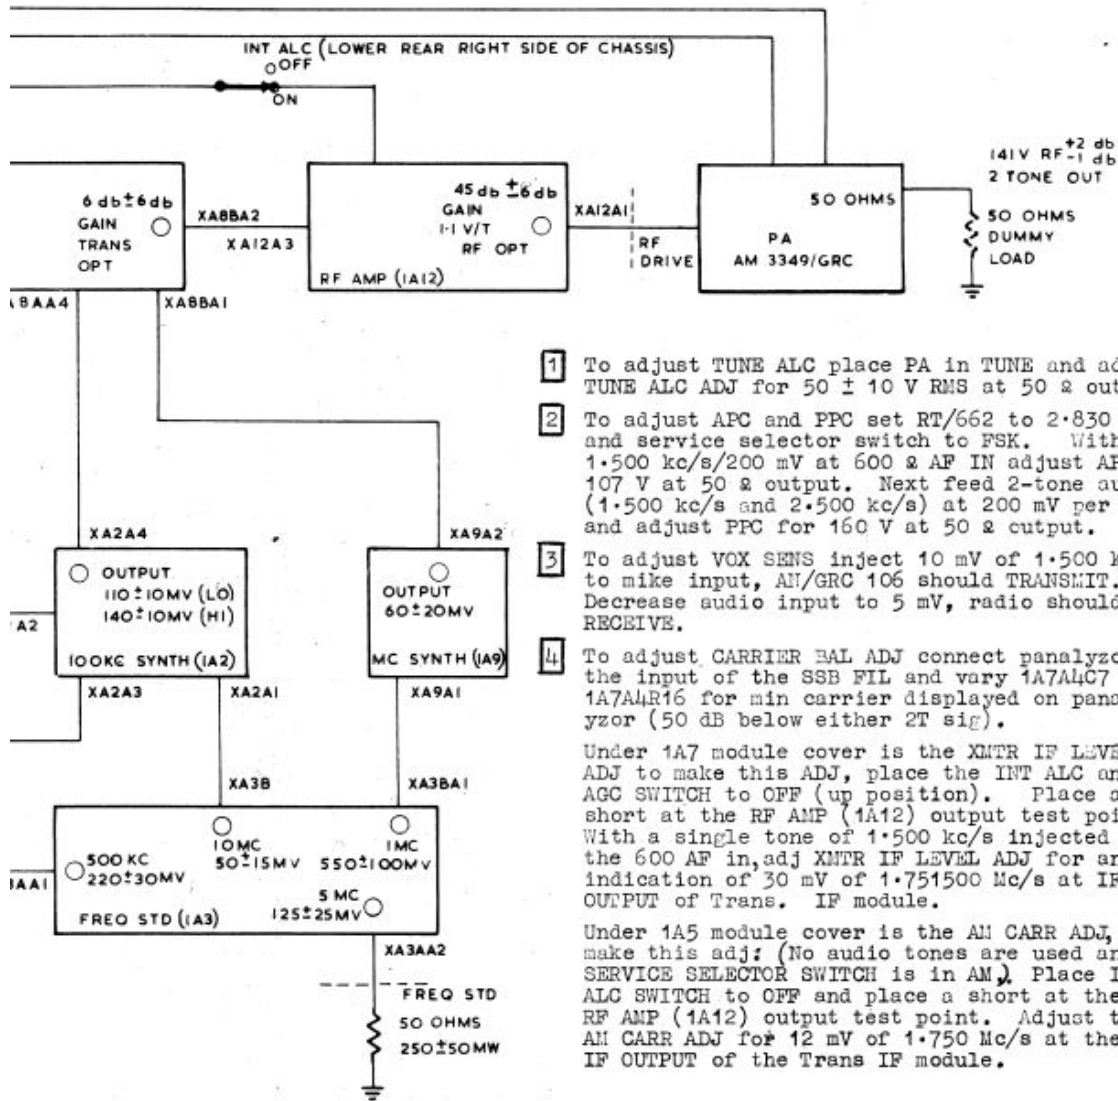 INT ALC (LOWER REAR RIGHT SIDE OF CHASSIS)
OFF
ON
6 db ± 6 db
GAIN
TRANS
OPT
XA8BA2
XA12A3
45 db ± 6 db
GAIN
1·1 V/T
RF OPT
RF AMP (1A12)
XA12A1
RF
DRIVE
50 OHMS
PA
AM 3349/GRC
141V RF +2 db
-1 db
2 TONE OUT
50 OHMS
DUMMY
LOAD
8AA4
XA8BA1
1 To adjust TUNE ALC place PA in TUNE and
TUNE ALC ADJ for 50 ± 10 V RMS at 50 Ω
2 To adjust APC and PPC set RT/662 to 2·830
and service selector switch to FSK. With
1·500 kc/s/200 mV at 600 Ω AF IN adjust
107 V at 50 Ω output. Next feed 2-tone
(1·500 kc/s and 2·500 kc/s) at 200 mV per
and adjust PPC for 160 V at 50 Ω output.
3 To adjust VOX SENS inject 10 mV of 1·500
to mike input, AN/GRC 106 should TRANSMIT.
Decrease audio input to 5 mV, radio should
RECEIVE.
4 To adjust CARRIER BAL ADJ connect
the input of the SSB FIL and vary 1A7A4C7
1A7A4R16 for min carrier displayed on
yzor (50 dB below either 2T sig).
Under 1A7 module cover is the XMTR IF
ADJ to make this ADJ, place the INT ALC
AGC SWITCH to OFF (up position). Place
short at the RF AMP (1A12) output test
With a single tone of 1·500 kc/s injected
the 600 AF in,adj XMTR IF LEVEL ADJ for
indication of 30 mV of 1·751500 Mc/s at
OUTPUT of Trans. IF module.
Under 1A5 module cover is the AM CARR ADJ,
make this adj: (No audio tones are used
SERVICE SELECTOR SWITCH is in AM). Place
ALC SWITCH to OFF and place a short at the
RF AMP (1A12) output test point. Adjust
AM CARR ADJ for 12 mV of 1·750 Mc/s at the
IF OUTPUT of the Trans IF module.
XA2A4
XA9A2
OUTPUT
110 ± 10MV (LO)
140 ± 10MV (HI)
100KC SYNTH (1A2)
A2
OUTPUT
60 ± 20MV
MC SYNTH (1A9)
XA2A3
XA2A1
XA9A1
XA3B
XA3BA1
10MC
50 ± 15MV
1MC
550 ± 100MV
500 KC
220 ± 30MV
5 MC
125 ± 25MV
AA1
FREQ STD (1A3)
XA3AA2
FREQ STD
50 OHMS
250 ± 50MW